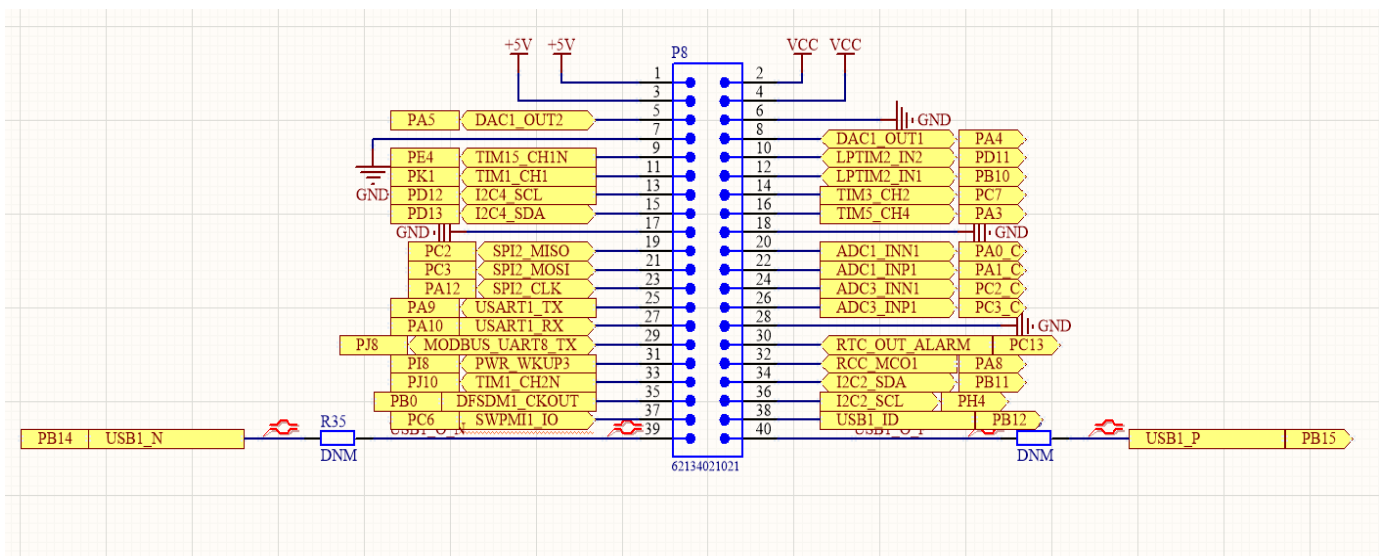 +5V +5V VCC VCC
P8
1 2
3 4
PA5 DAC1_OUT2 5 6 GND
7 8 DAC1_OUT1 PA4
PE4 TIM15_CH1N 9 10 LPTIM2_IN2 PD11
PK1 TIM1_CH1 11 12 LPTIM2_IN1 PB10
GND PD12 I2C4_SCL 13 14 TIM3_CH2 PC7
PD13 I2C4_SDA 15 16 TIM5_CH4 PA3
GND 17 18 GND
PC2 SPI2_MISO 19 20 ADC1_INN1 PA0_C
PC3 SPI2_MOSI 21 22 ADC1_INP1 PA1_C
PA12 SPI2_CLK 23 24 ADC3_INN1 PC2_C
PA9 USART1_TX 25 26 ADC3_INP1 PC3_C
PA10 USART1_RX 27 28 GND
PJ8 MODBUS_UART8_TX 29 30 RTC_OUT_ALARM PC13
PI8 PWR_WKUP3 31 32 RCC_MCO1 PA8
PJ10 TIM1_CH2N 33 34 I2C2_SDA PB11
PB0 DFSDM1_CKOUT 35 36 I2C2_SCL PH4
PC6 SWPMI1_IO 37 38 USB1_ID PB12
R35
PB14 USB1_N 39 40 USB1_P PB15
DNM DNM
62134021021